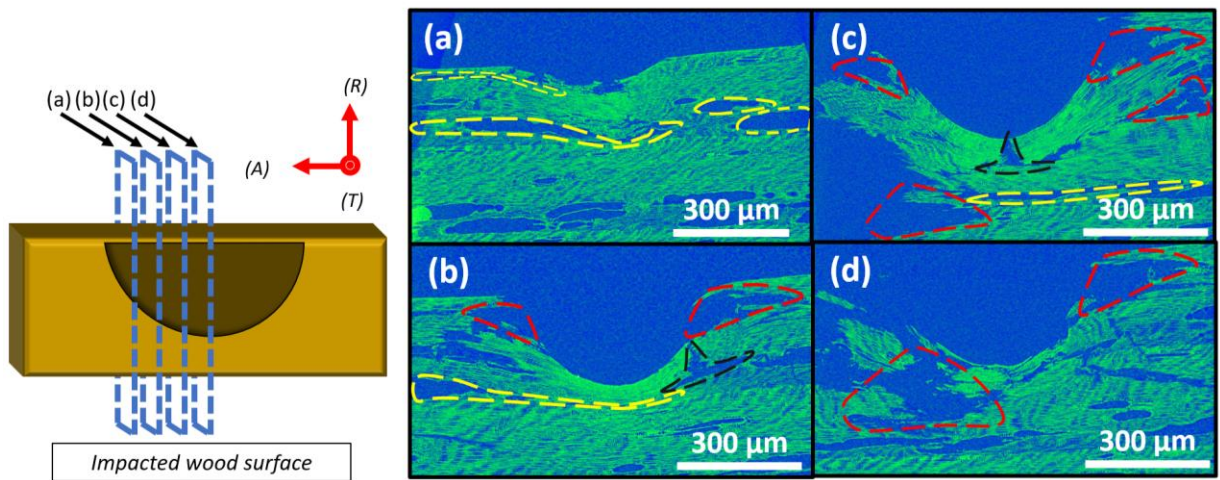 (a) (b) (c) (d)
(R)
(A)
(T)
Impacted wood surface
(a)
300 µm
(b)
300 µm
(c)
300 µm
(d)
300 µm